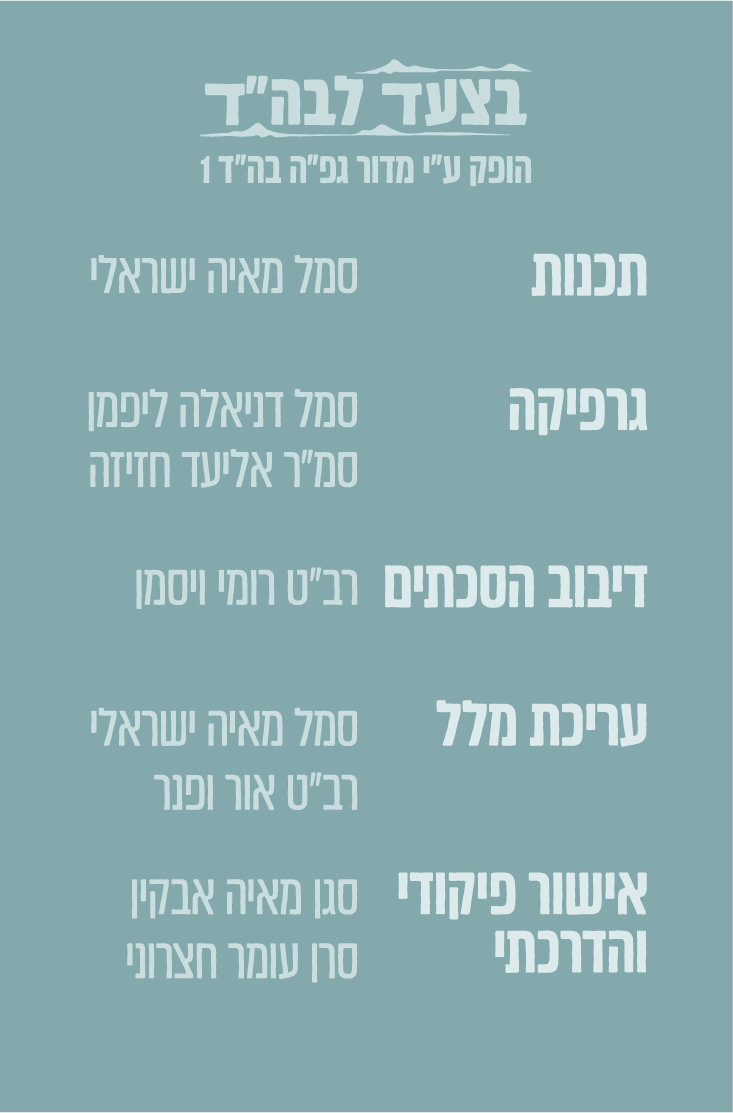 בצעד לבה"ד
הופק ע"י מדור גפ"ה בה"ד 1
תכנות סמל מאיה ישראלי
גרפיקה סמל דניאלה ליפמן
סמ"ר אליעד חזיזה
דיבוב הסכתים רב"ט רומי ויסמן
עריכת מלל סמל מאיה ישראלי
רב"ט אור ופנר
אישור פיקודי סגן מאיה אבקין
והדרכתי סרן עומר חצרוני